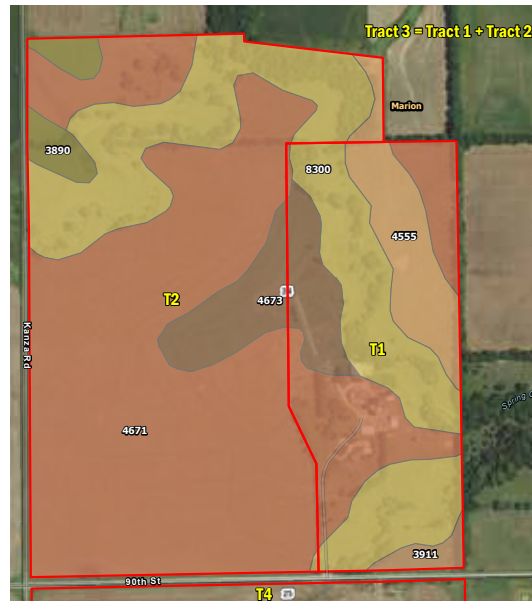 Tract 3 = Tract 1 + Tract 2
Marion
3890
8300
4555
T2
4673
T1
Kanza Rd
4671
3911
90th St
T4